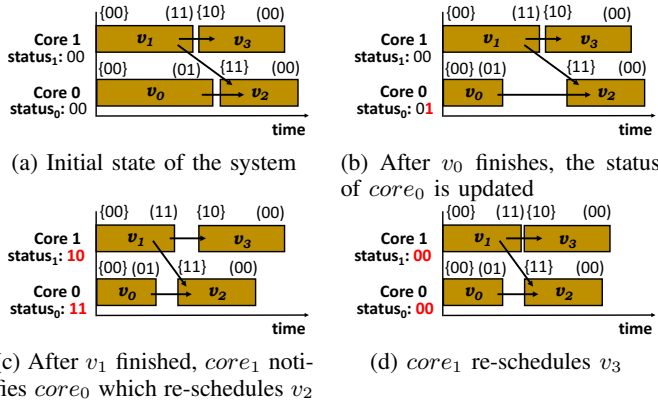 {00} (11) {10} (00)
Core 1 v₁ v₃
status₁: 00
{00} (01) {11} (00)
Core 0 v₀ v₂
status₀: 00
time
(a) Initial state of the system
{00} (11) {10} (00)
Core 1 v₁ v₃
status₁: 00
{00} (01) {11} (00)
Core 0 v₀ v₂
status₀: 01
time
(b) After v₀ finishes, the status
of core₀ is updated
{00} (11) {10} (00)
Core 1 v₁ v₃
status₁: 10
{00} (01) {11} (00)
Core 0 v₀ v₂
status₀: 11
time
(c) After v₁ finished, core₁ noti-
fies core₀ which re-schedules v₂
{00} (11) {10} (00)
Core 1 v₁ v₃
status₁: 00
{00} (01) {11} (00)
Core 0 v₀ v₂
status₀: 00
time
(d) core₁ re-schedules v₃